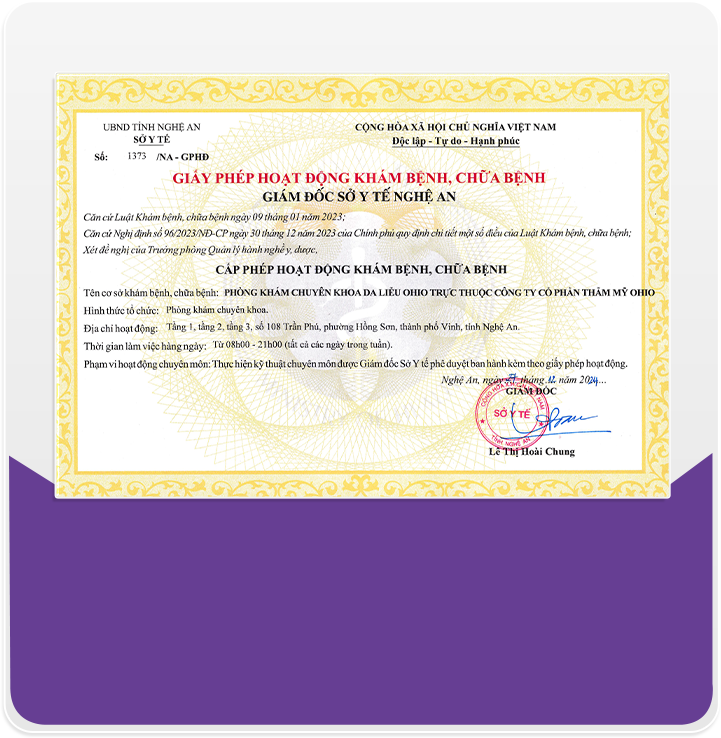 UBND TỈNH NGHỆ AN
SỞ Y TẾ
Số: 1373 /NA - GPHĐ
CỘNG HÒA XÃ HỘI CHỦ NGHĨA VIỆT NAM
Độc lập - Tự do - Hạnh phúc
GIẤY PHÉP HOẠT ĐỘNG KHÁM BỆNH, CHỮA BỆNH
GIÁM ĐỐC SỞ Y TẾ NGHỆ AN
Căn cứ Luật Khám bệnh, chữa bệnh ngày 09 tháng 01 năm 2023;
Căn cứ Nghị định số 96/2023/NĐ-CP ngày 30 tháng 12 năm 2023 của Chính phủ quy định chi tiết một số điều của Luật Khám bệnh, chữa bệnh;
Xét đề nghị của Trưởng phòng Quản lý hành nghề y, dược,
CẤP PHÉP HOẠT ĐỘNG KHÁM BỆNH, CHỮA BỆNH
Tên cơ sở khám bệnh, chữa bệnh: PHÒNG KHÁM CHUYÊN KHOA DA LIỄU OHIO TRỰC THUỘC CÔNG TY CỔ PHẦN THẨM MỸ OHIO
Hình thức tổ chức: Phòng khám chuyên khoa.
Địa chỉ hoạt động: Tầng 1, tầng 2, tầng 3, số 108 Trần Phú, phường Hồng Sơn, thành phố Vinh, tỉnh Nghệ An.
Thời gian làm việc hàng ngày: Từ 08h00 - 21h00 (tất cả các ngày trong tuần).
Phạm vi hoạt động chuyên môn: Thực hiện kỹ thuật chuyên môn được Giám đốc Sở Y tế phê duyệt ban hành kèm theo giấy phép hoạt động.
Nghệ An, ngày 27 tháng 12 năm 2024...
GIÁM ĐỐC
SỞ Y TẾ
TỈNH NGHỆ AN
Lê Thị Hoài Chung